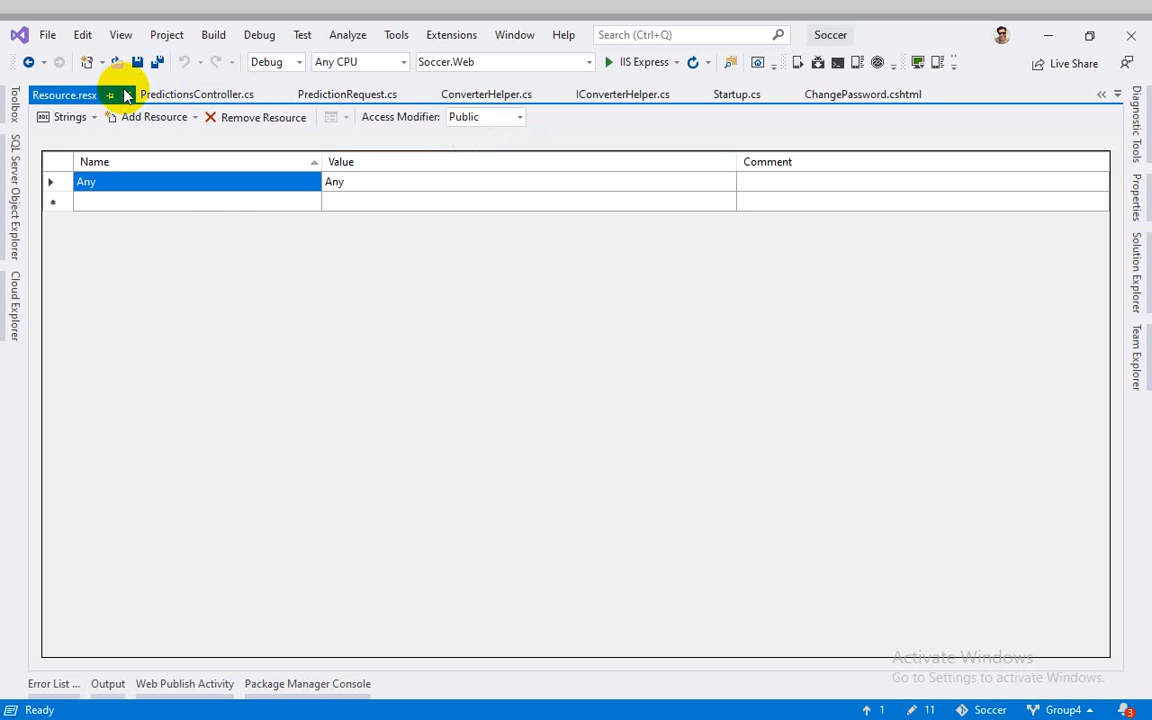 File Edit View Project Build Debug Test Analyze Tools Extensions Window Help Search (Ctrl+Q) Soccer
Debug Any CPU Soccer.Web IIS Express Live Share
Resource.resx PredictionsController.cs PredictionRequest.cs ConverterHelper.cs IConverterHelper.cs Startup.cs ChangePassword.cshtml
abc Strings Add Resource Remove Resource Access Modifier: Public
Name Value Comment
Any Any
Toolbox
SQL Server Object Explorer
Cloud Explorer
Diagnostic Tools
Properties
Solution Explorer
Team Explorer
Activate Windows
Go to Settings to activate Windows.
Error List ... Output Web Publish Activity Package Manager Console
Ready 1 11 Soccer Group4 3